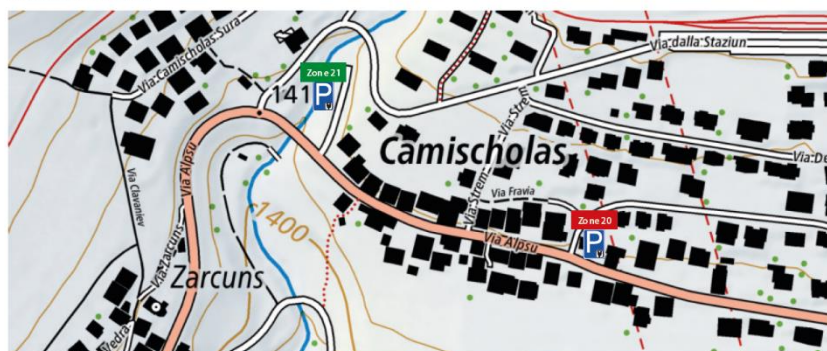 Via Camischolas Sura
Via dalla Staziun
Zone 21
P
141
Via Alpsu
Via Strem
Camischolas
Via De
Via Clavaniev
Via Fravia
Via Strem
Zone 20
P
1400
Via Alpsu
Via Zarcuns
Zarcuns
Vedra